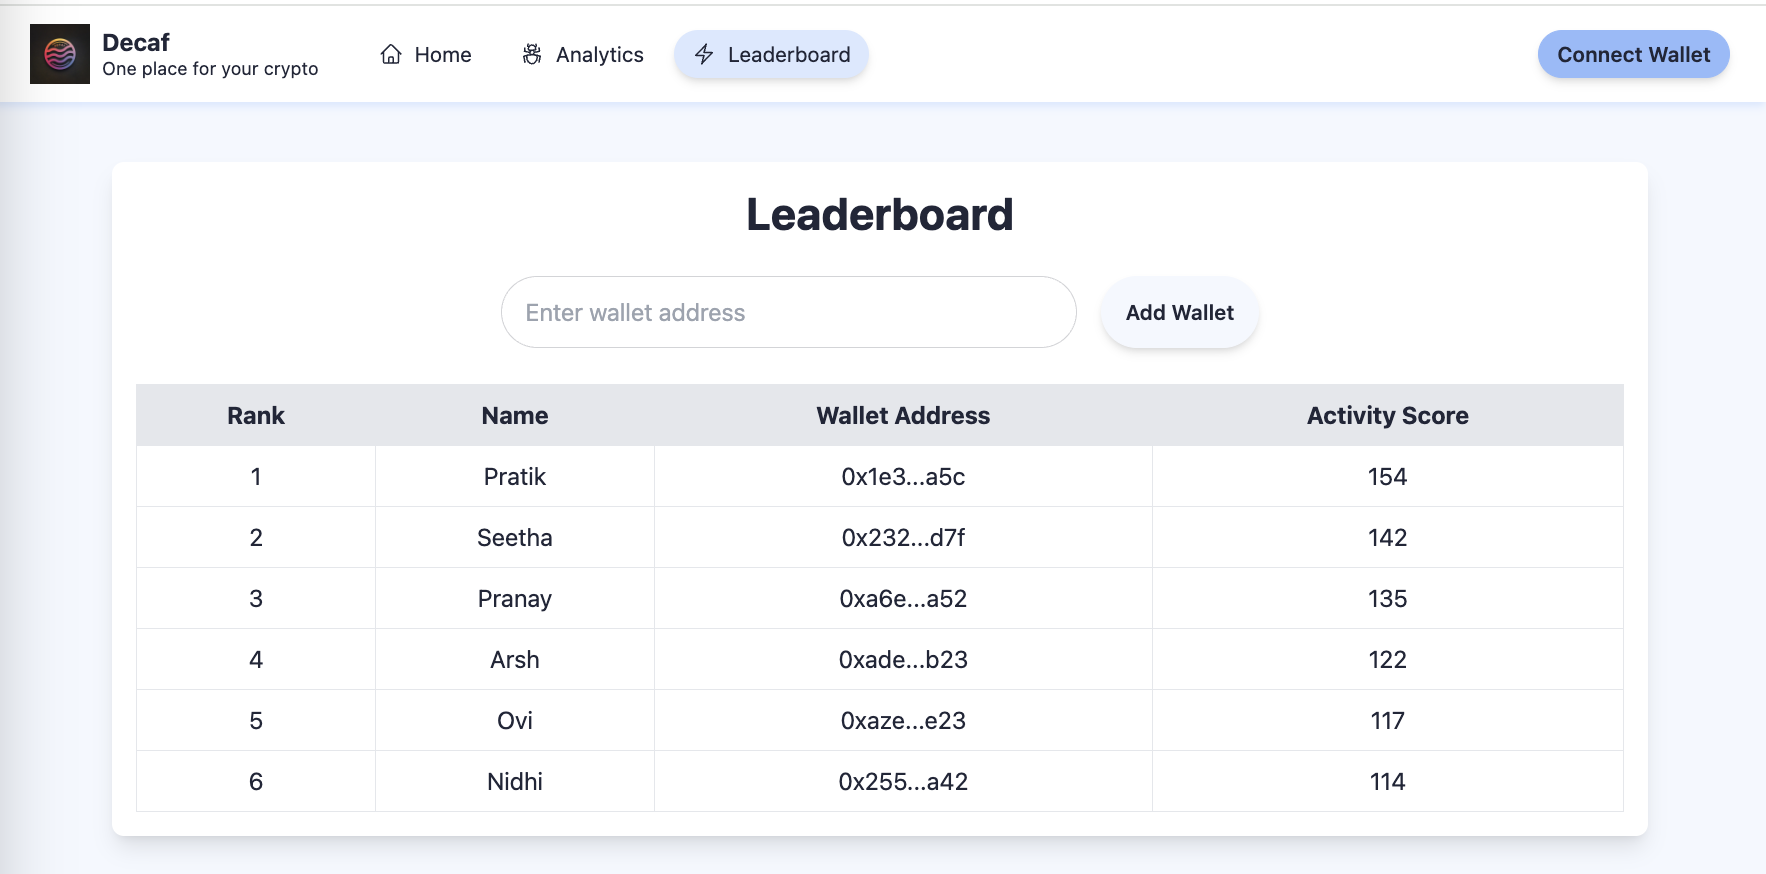 Decaf
One place for your crypto
Home Analytics Leaderboard Connect Wallet
Leaderboard
Enter wallet address Add Wallet
Rank Name Wallet Address Activity Score
1 Pratik 0x1e3...a5c 154
2 Seetha 0x232...d7f 142
3 Pranay 0xa6e...a52 135
4 Arsh 0xade...b23 122
5 Ovi 0xaze...e23 117
6 Nidhi 0x255...a42 114